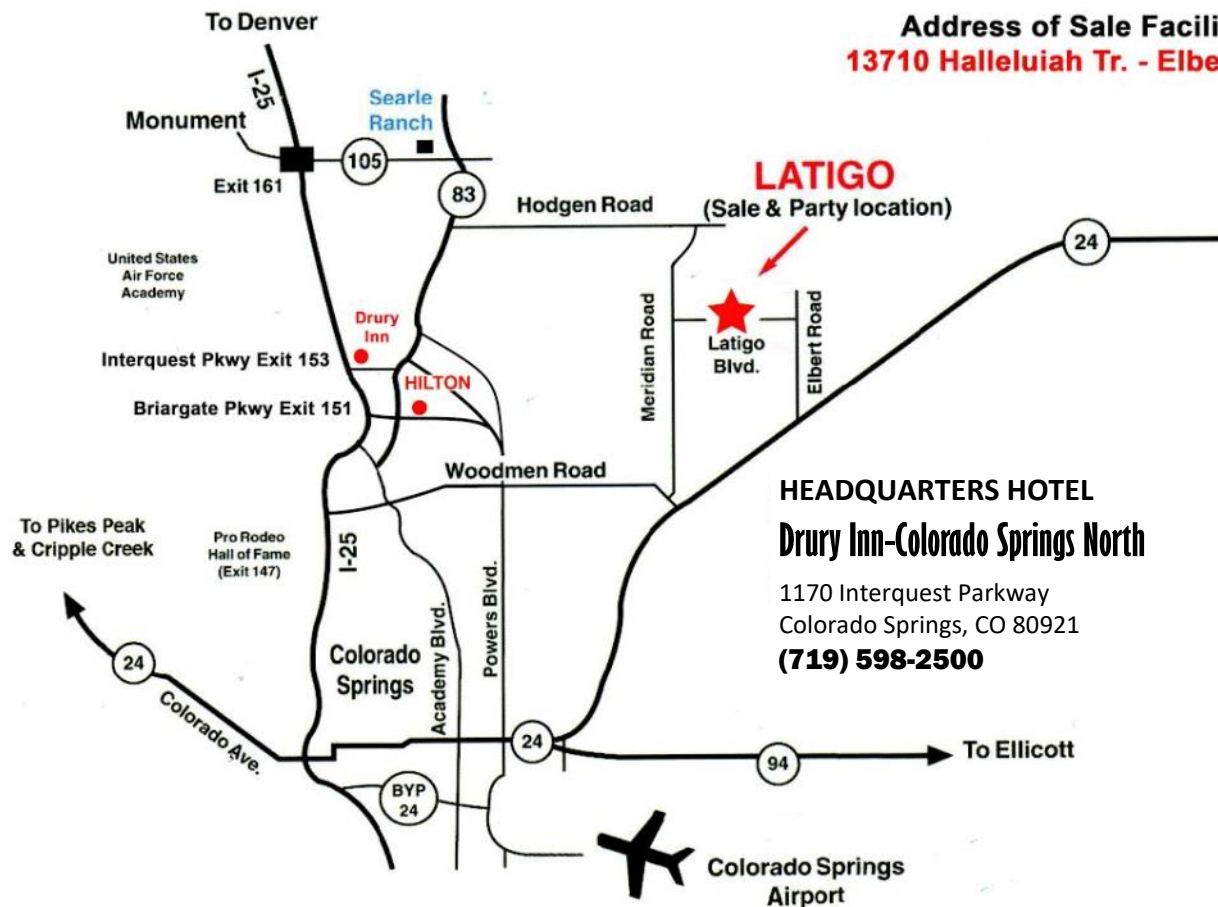 To Denver
Address of Sale Facili
13710 Halleluiah Tr. - Elbe
I-25
Searle
Ranch
Monument
105
Exit 161
83
LATIGO
(Sale & Party location)
Hodgen Road
24
United States
Air Force
Academy
Drury
Inn
Interquest Pkwy Exit 153
HILTON
Briargate Pkwy Exit 151
Meridian Road
Latigo
Blvd.
Elbert Road
Woodmen Road
HEADQUARTERS HOTEL
Drury Inn-Colorado Springs North
1170 Interquest Parkway
Colorado Springs, CO 80921
(719) 598-2500
To Pikes Peak
& Cripple Creek
Pro Rodeo
Hall of Fame
(Exit 147)
I-25
Academy Blvd.
Powers Blvd.
24
Colorado
Springs
Colorado Ave.
24
To Ellicott
94
BYP
24
Colorado Springs
Airport